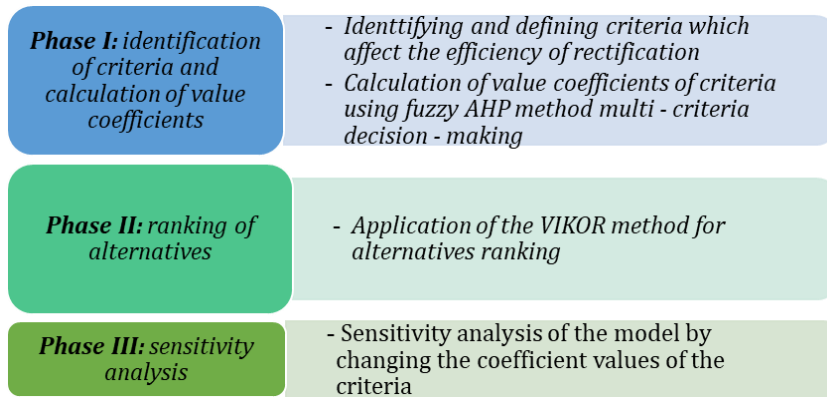 Phase I: identification
of criteria and
calculation of value
coefficients
- Identtifying and defining criteria which
affect the efficiency of rectification
- Calculation of value coefficients of criteria
using fuzzy AHP method multi - criteria
decision - making
Phase II: ranking of
alternatives
- Application of the VIKOR method for
alternatives ranking
Phase III: sensitivity
analysis
- Sensitivity analysis of the model by
changing the coefficient values of the
criteria